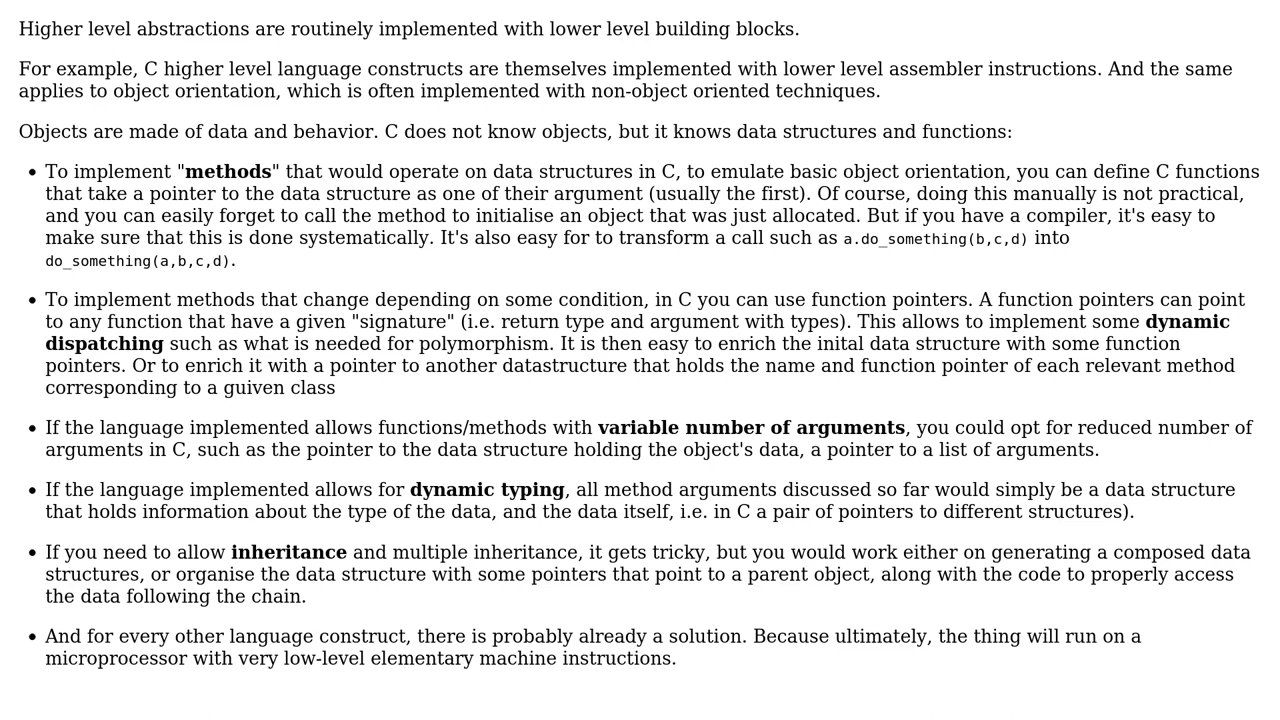 Higher level abstractions are routinely implemented with lower level building blocks.
For example, C higher level language constructs are themselves implemented with lower level assembler instructions. And the same
applies to object orientation, which is often implemented with non-object oriented techniques.
Objects are made of data and behavior. C does not know objects, but it knows data structures and functions:
• To implement "methods" that would operate on data structures in C, to emulate basic object orientation, you can define C functions
that take a pointer to the data structure as one of their argument (usually the first). Of course, doing this manually is not practical,
and you can easily forget to call the method to initialise an object that was just allocated. But if you have a compiler, it's easy to
make sure that this is done systematically. It's also easy for to transform a call such as a.do_something(b,c,d) into
do_something(a,b,c,d).
• To implement methods that change depending on some condition, in C you can use function pointers. A function pointers can point
to any function that have a given "signature" (i.e. return type and argument with types). This allows to implement some dynamic
dispatching such as what is needed for polymorphism. It is then easy to enrich the inital data structure with some function
pointers. Or to enrich it with a pointer to another datastructure that holds the name and function pointer of each relevant method
corresponding to a guiven class
• If the language implemented allows functions/methods with variable number of arguments, you could opt for reduced number of
arguments in C, such as the pointer to the data structure holding the object's data, a pointer to a list of arguments.
• If the language implemented allows for dynamic typing, all method arguments discussed so far would simply be a data structure
that holds information about the type of the data, and the data itself, i.e. in C a pair of pointers to different structures).
• If you need to allow inheritance and multiple inheritance, it gets tricky, but you would work either on generating a composed data
structures, or organise the data structure with some pointers that point to a parent object, along with the code to properly access
the data following the chain.
• And for every other language construct, there is probably already a solution. Because ultimately, the thing will run on a
microprocessor with very low-level elementary machine instructions.